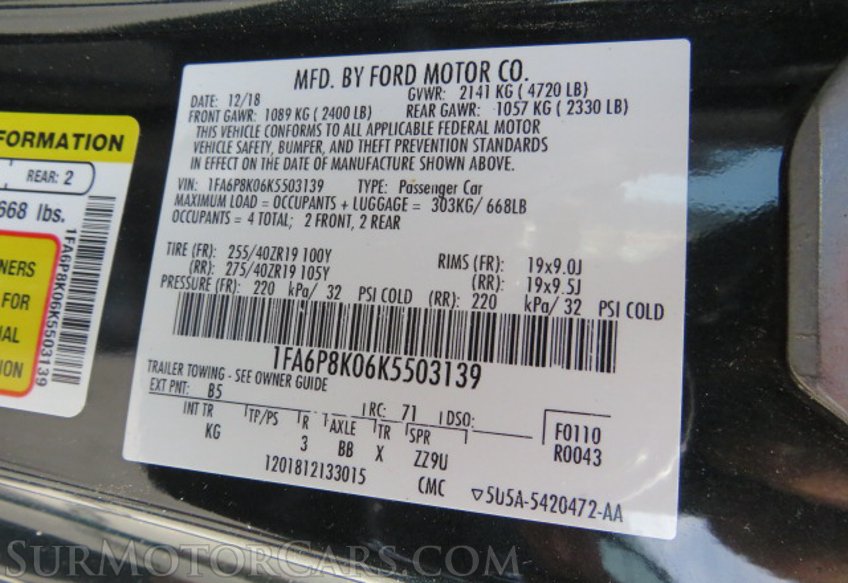 MFD. BY FORD MOTOR CO.
DATE: 12/18 GVWR: 2141 KG ( 4720 LB)
FRONT GAWR: 1089 KG ( 2400 LB) REAR GAWR: 1057 KG ( 2330 LB)
THIS VEHICLE CONFORMS TO ALL APPLICABLE FEDERAL MOTOR
VEHICLE SAFETY, BUMPER, AND THEFT PREVENTION STANDARDS
IN EFFECT ON THE DATE OF MANUFACTURE SHOWN ABOVE.
VIN: 1FA6P8K06K5503139 TYPE: Passenger Car
MAXIMUM LOAD = OCCUPANTS + LUGGAGE = 303KG/ 668LB
OCCUPANTS = 4 TOTAL; 2 FRONT, 2 REAR
TIRE (FR): 255/40ZR19 100Y RIMS (FR): 19x9.0J
(RR): 275/40ZR19 105Y (RR): 19x9.5J
PRESSURE (FR): 220 kPa/ 32 PSI COLD (RR): 220 kPa/ 32 PSI COLD
1FA6P8K06K5503139
TRAILER TOWING - SEE OWNER GUIDE
EXT PNT: B5 RC: 71 DSO: F0110
INT TR TP/PS R AXLE TR SPR R0043
KG 3 BB X ZZ9U
1201812133015 CMC ▽5U5A-5420472-AA
FORMATION
REAR: 2
668 lbs.
1FA6P8K06K5503139
NERS
FOR
NAL
TION
SURMOTORCARS.COM